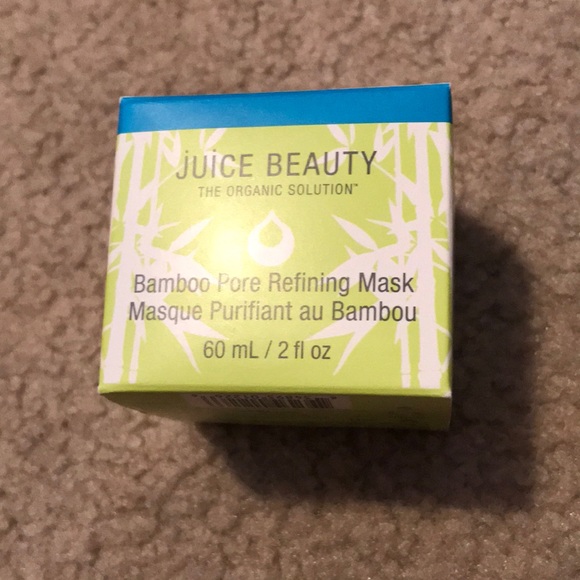 JUICE BEAUTY
THE ORGANIC SOLUTION™
Bamboo Pore Refining Mask
Masque Purifiant au Bambou
60 mL / 2 fl oz